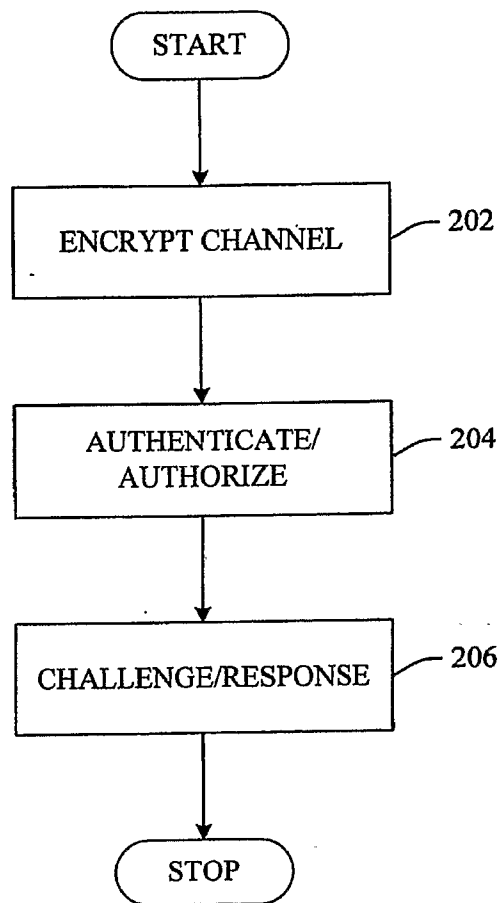 START
ENCRYPT CHANNEL
202
AUTHENTICATE/
AUTHORIZE
204
CHALLENGE/RESPONSE
206
STOP